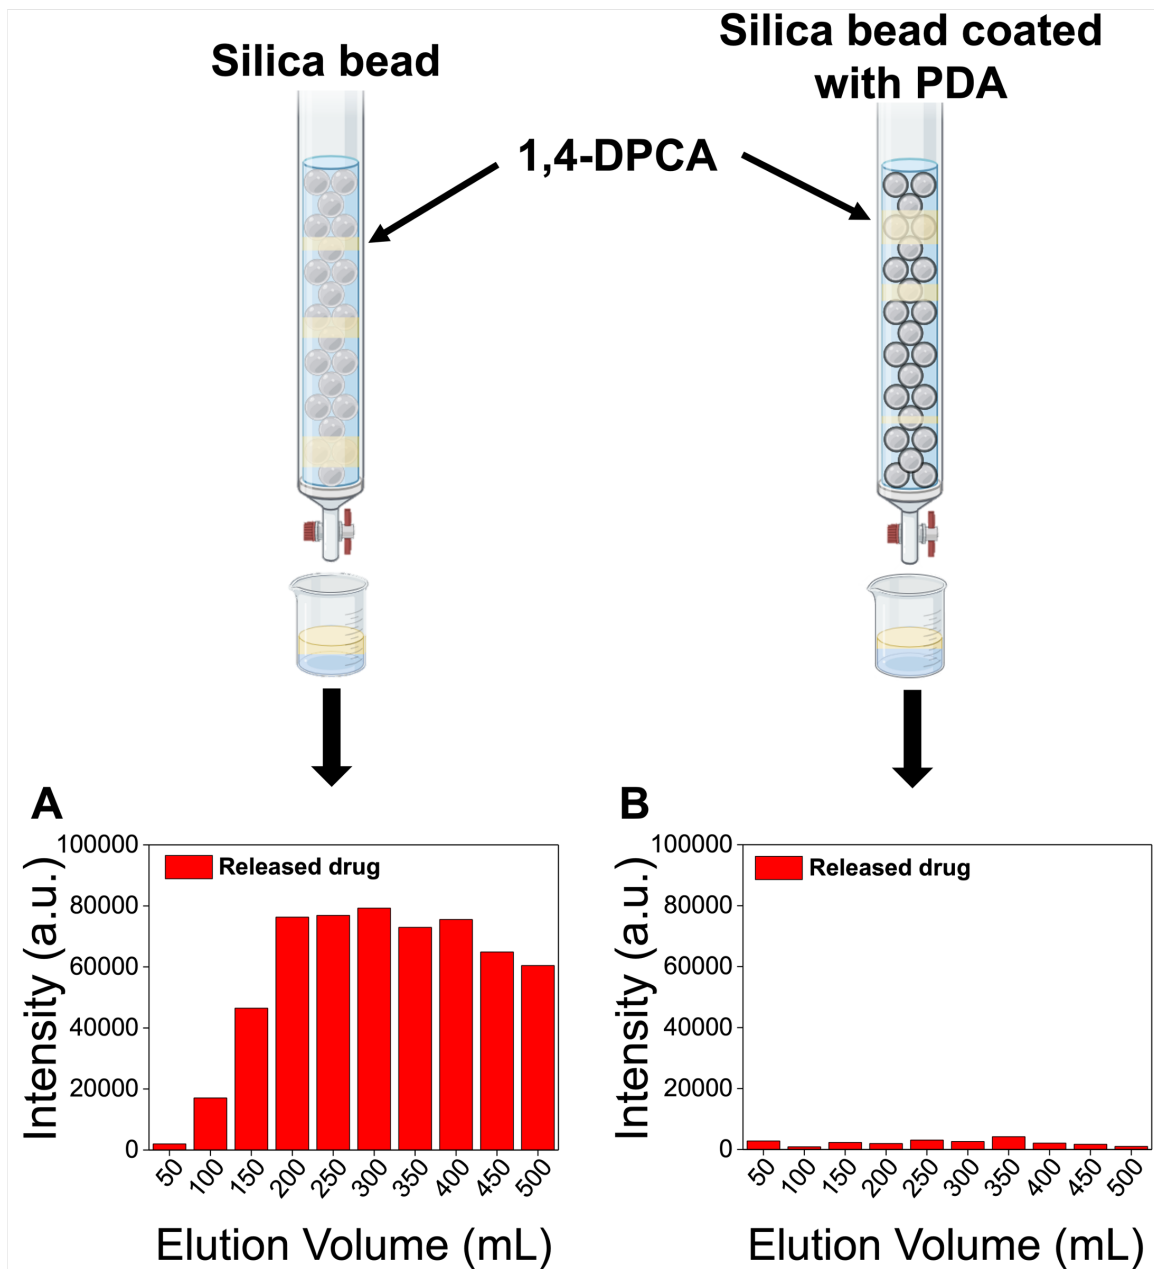 Silica bead
Silica bead coated
with PDA
1,4-DPCA
A
100000
80000
60000
40000
20000
0
Intensity (a.u.)
Released drug
50
100
150
200
250
300
350
400
450
500
Elution Volume (mL)
B
100000
80000
60000
40000
20000
0
Intensity (a.u.)
Released drug
50
100
150
200
250
300
350
400
450
500
Elution Volume (mL)